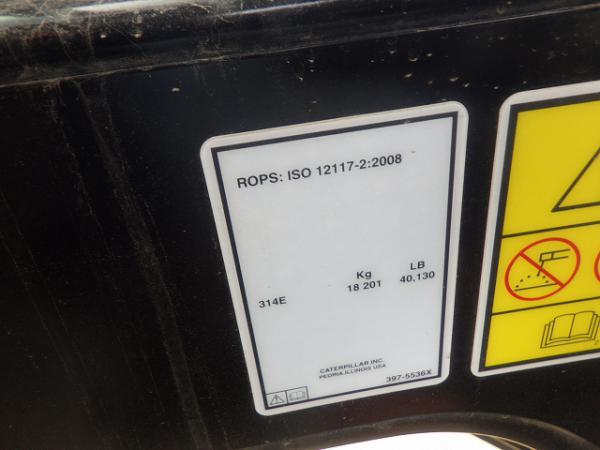 ROPS: ISO 12117-2:2008
Kg LB
314E 18 201 40,130
CATERPILLAR INC.
PEORIA,ILLINOIS USA
397-5536X